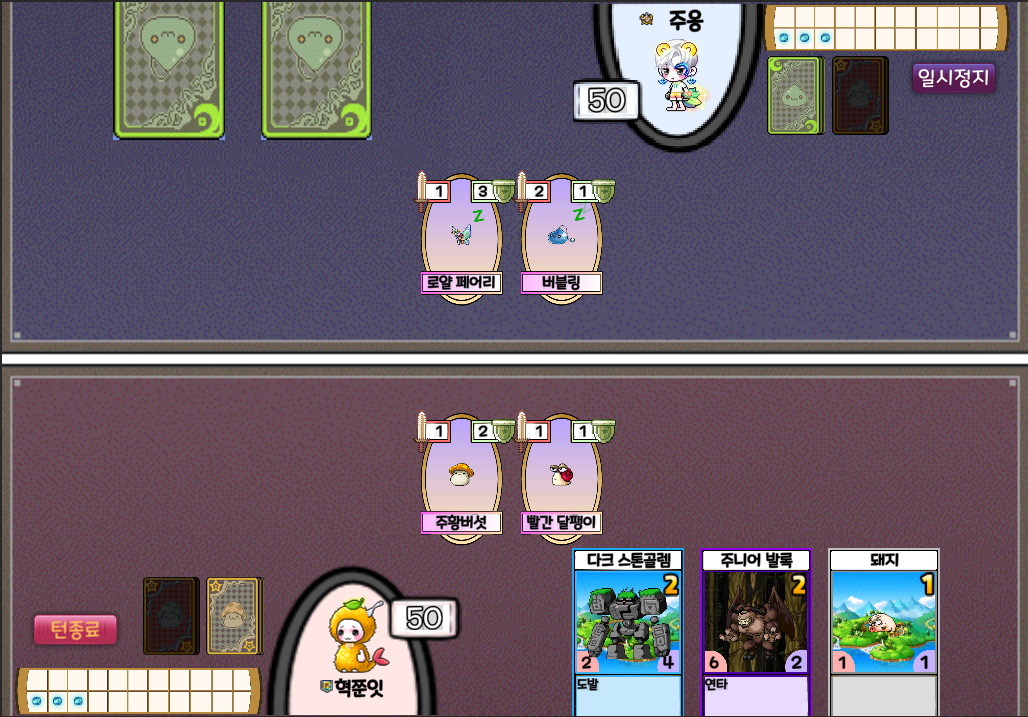 주웅
50
일시정지
1 3 2 1
Z Z
로얄 페어리 버블링
1 2 1 1
주황버섯 빨간 달팽이
다크 스톤골렘 주니어 발록 돼지
2 2 1
턴종료
50
2 4 6 2 1 1
혁쭌잇
도발 연타